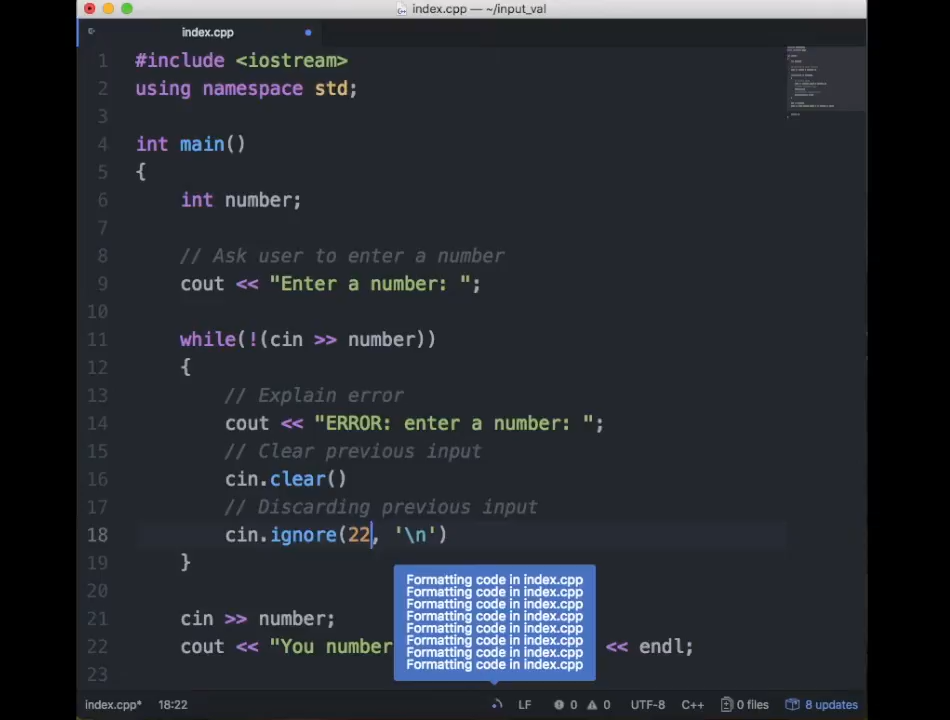 index.cpp — ~/input_val
index.cpp
1 #include <iostream>
2 using namespace std;
3
4 int main()
5 {
6 int number;
7
8 // Ask user to enter a number
9 cout << "Enter a number: ";
10
11 while(!(cin >> number))
12 {
13 // Explain error
14 cout << "ERROR: enter a number: ";
15 // Clear previous input
16 cin.clear()
17 // Discarding previous input
18 cin.ignore(22, '\n')
19 }
20
21 cin >> number;
22 cout << "You number << endl;
23
Formatting code in index.cpp
Formatting code in index.cpp
Formatting code in index.cpp
Formatting code in index.cpp
Formatting code in index.cpp
Formatting code in index.cpp
Formatting code in index.cpp
Formatting code in index.cpp
index.cpp* 18:22 LF 0 0 UTF-8 C++ 0 files 8 updates